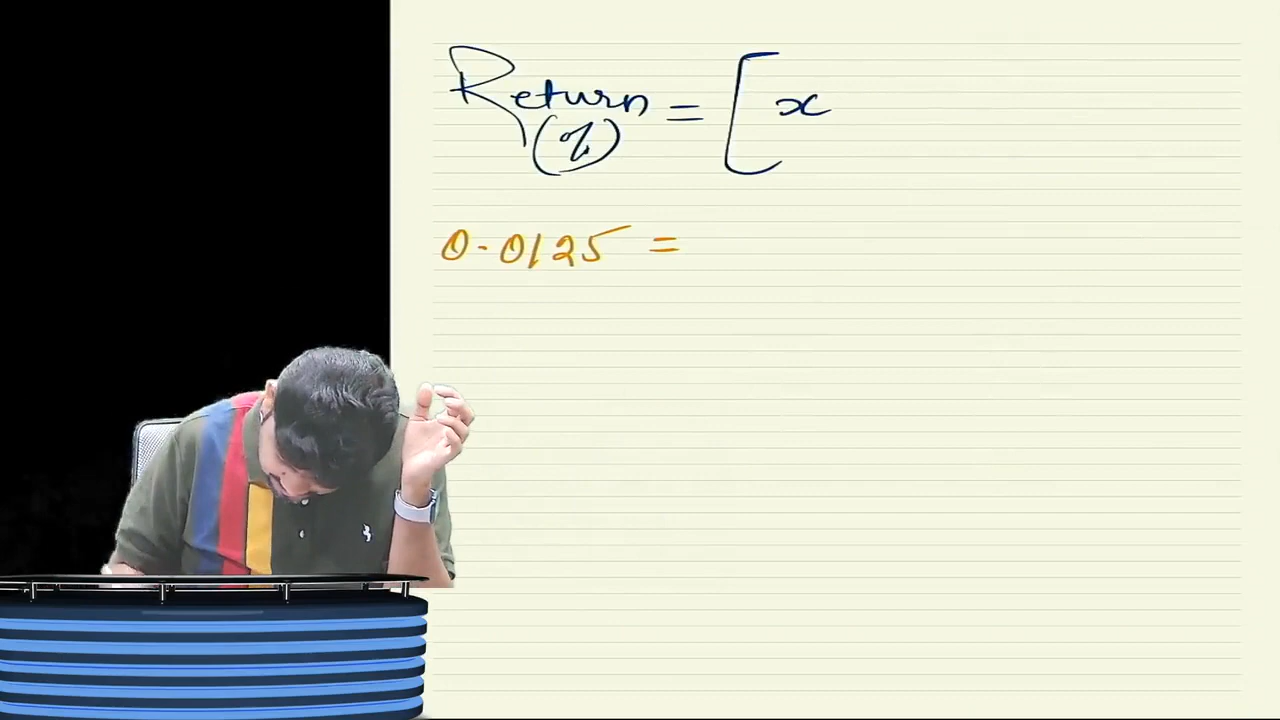 Return = [ x
(%)
0.0125 =